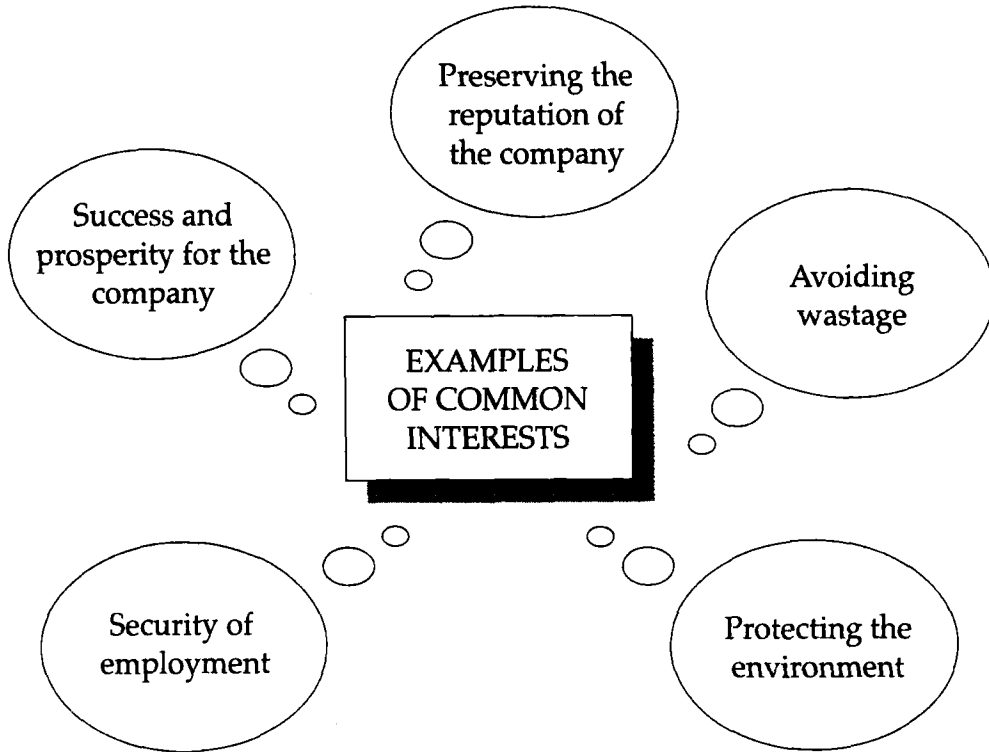 Preserving the
reputation of
the company
Success and
prosperity for the
company
Avoiding
wastage
EXAMPLES
OF COMMON
INTERESTS
Security of
employment
Protecting the
environment